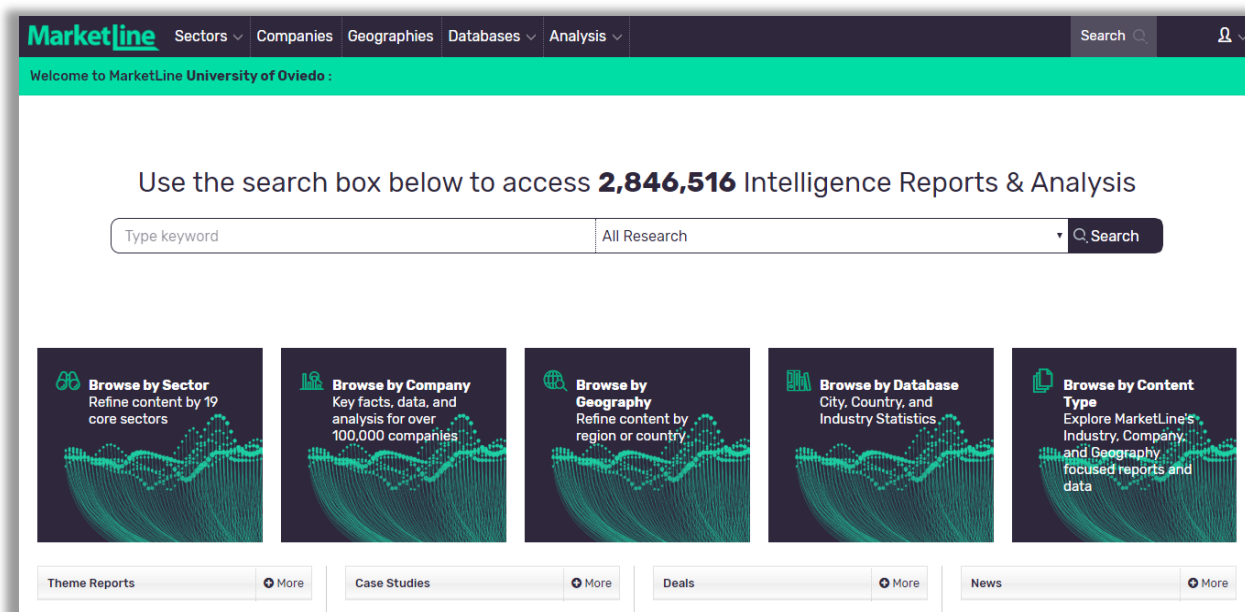 MarketLine Sectors Companies Geographies Databases Analysis Search
Welcome to MarketLine University of Oviedo :
Use the search box below to access 2,846,516 Intelligence Reports & Analysis
Type keyword All Research Search
Browse by Sector
Refine content by 19
core sectors
Browse by Company
Key facts, data, and
analysis for over
100,000 companies
Browse by
Geography
Refine content by
region or country
Browse by Database
City, Country, and
Industry Statistics
Browse by Content
Type
Explore MarketLine's
Industry, Company,
and Geography
focused reports and
data
Theme Reports More Case Studies More Deals More News More